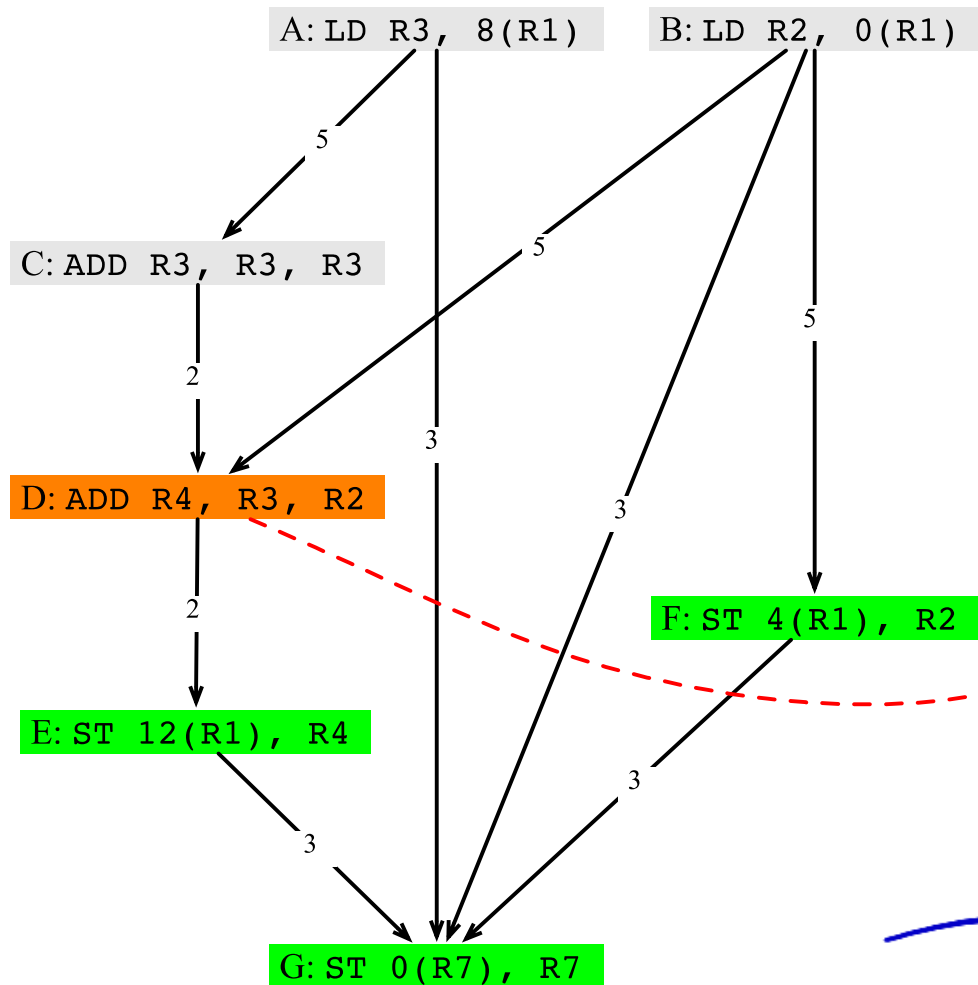 A: LD R3, 8(R1)
B: LD R2, 0(R1)
5
C: ADD R3, R3, R3
5
5
2
3
D: ADD R4, R3, R2
3
2
F: ST 4(R1), R2
E: ST 12(R1), R4
3
3
G: ST 0(R7), R7